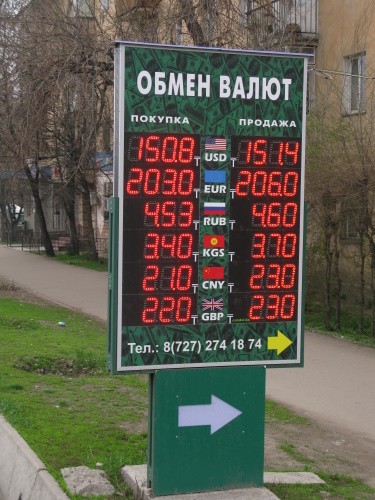 ОБМЕН ВАЛЮТ
ПОКУПКА ПРОДАЖА
150.8 USD 151.4
203.0 EUR 206.0
4.53 RUB 4.60
3.40 KGS 3.70
21.0 CNY 23.0
220 GBP 230
Тел.: 8(727) 274 18 74